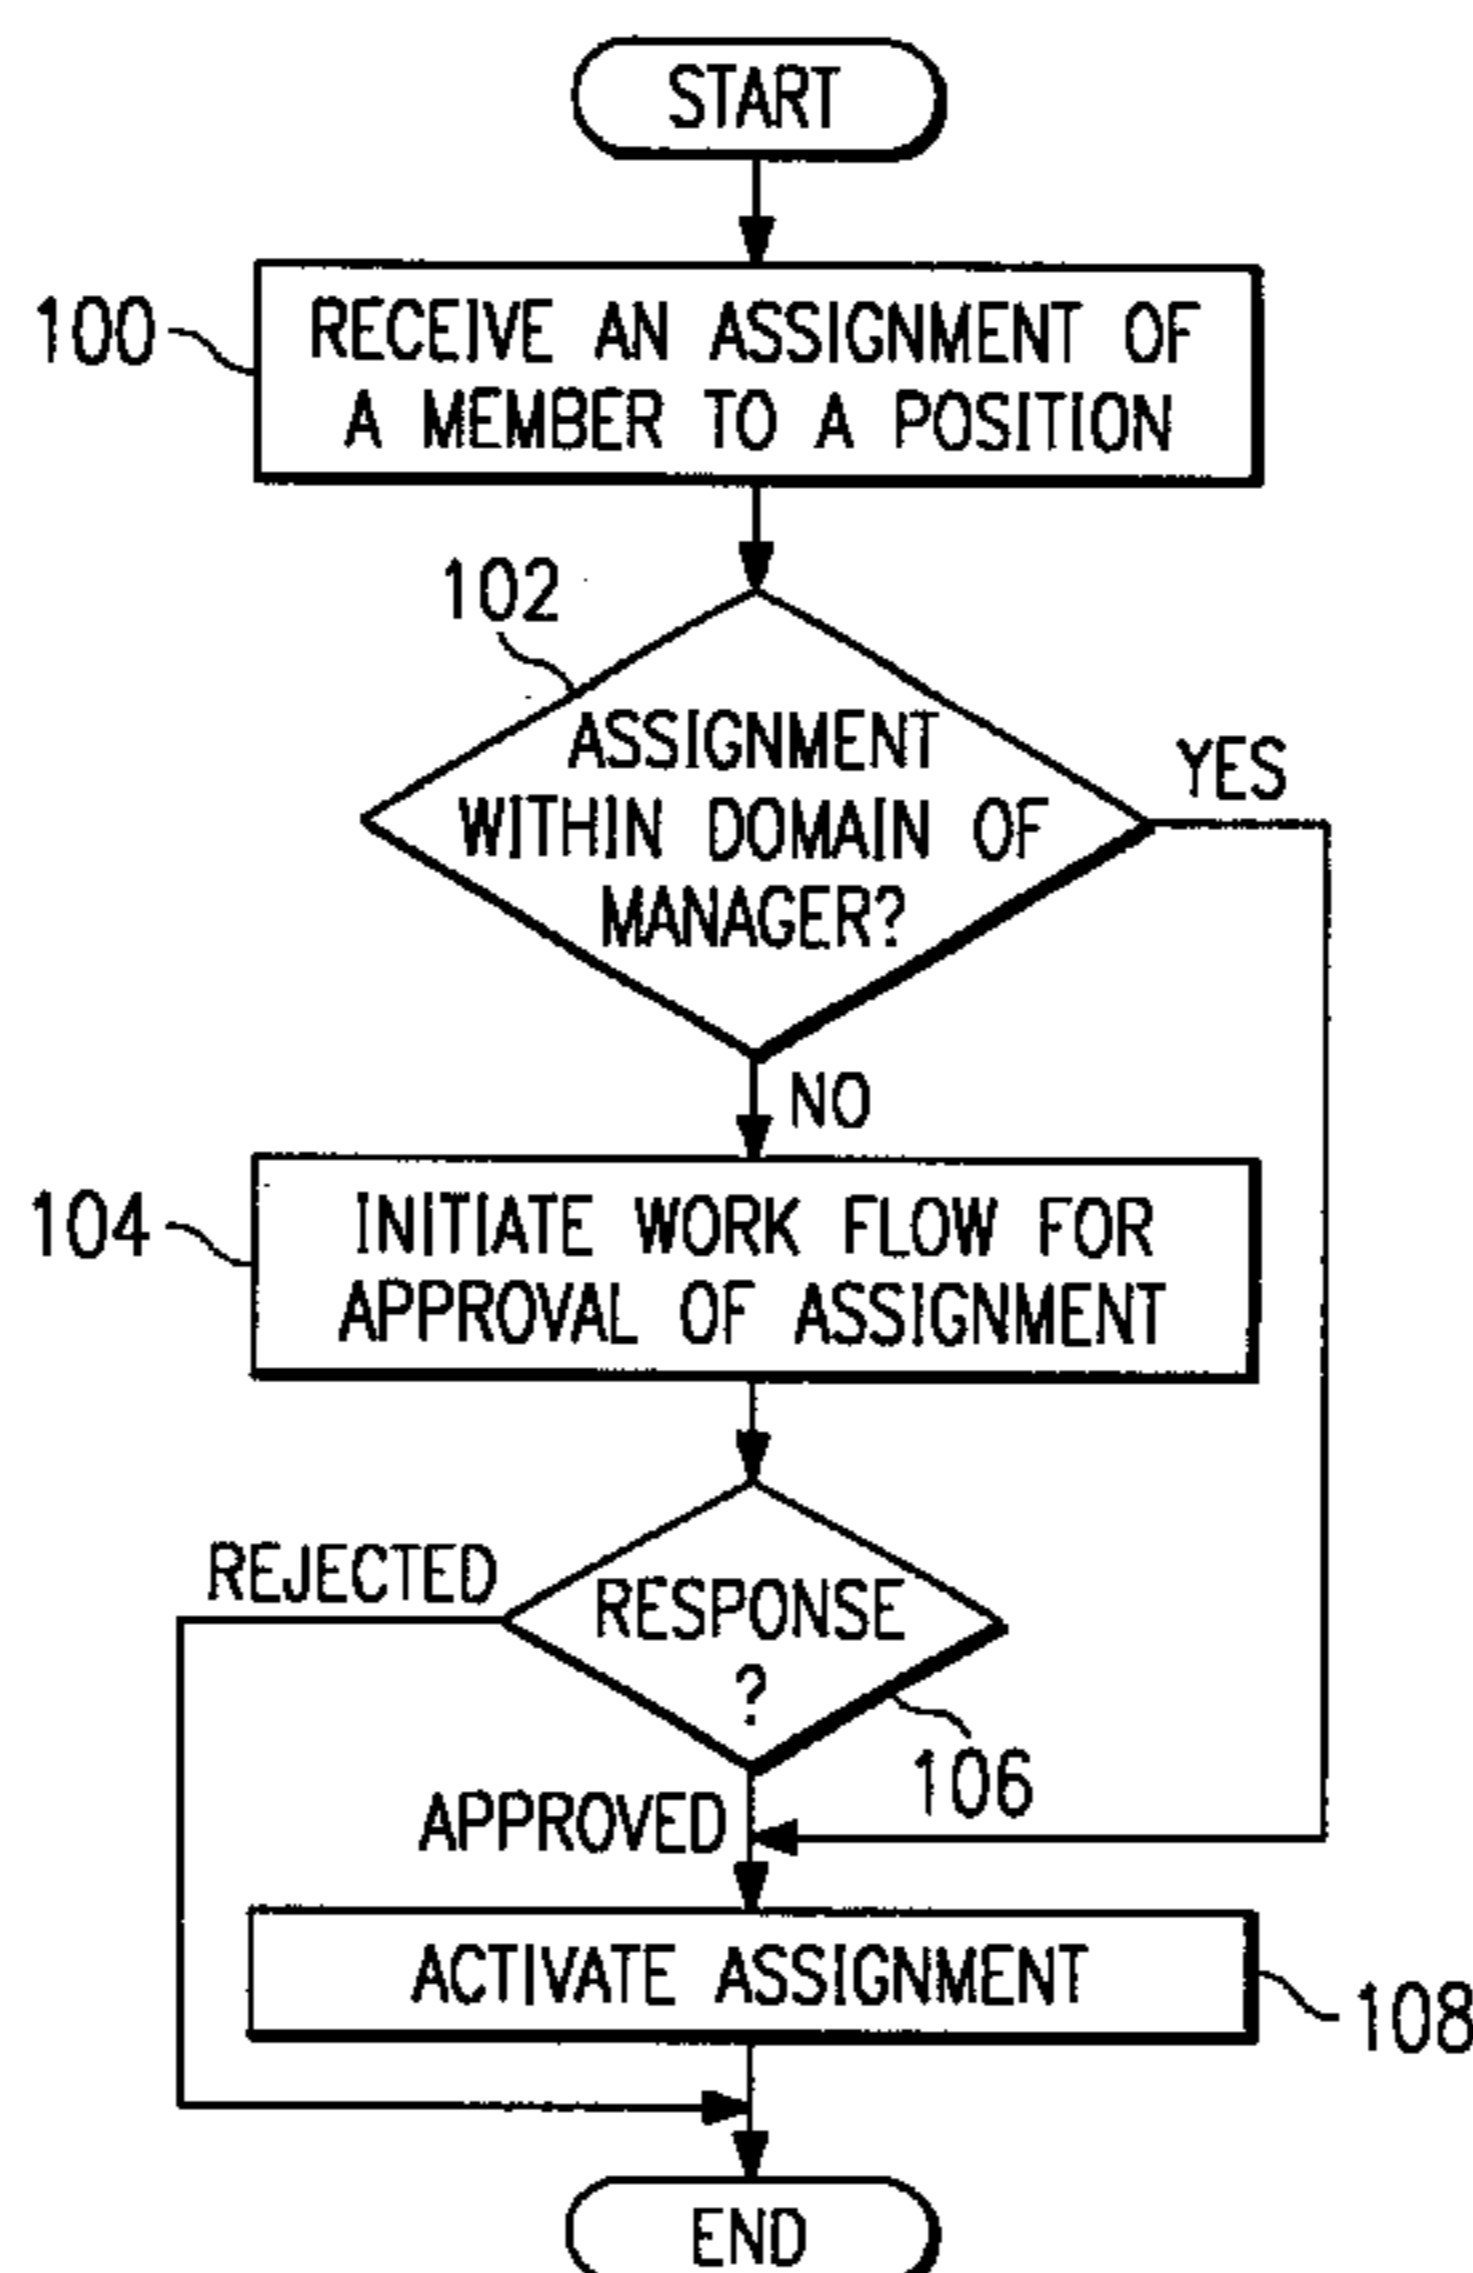 START
100
RECEIVE AN ASSIGNMENT OF
A MEMBER TO A POSITION
102
ASSIGNMENT
WITHIN DOMAIN OF
MANAGER?
YES
NO
104
INITIATE WORK FLOW FOR
APPROVAL OF ASSIGNMENT
REJECTED
RESPONSE
?
106
APPROVED
ACTIVATE ASSIGNMENT
108
END